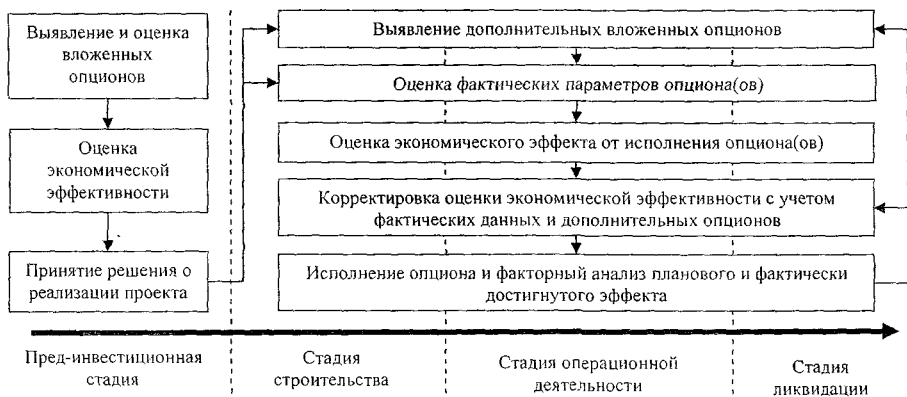 Выявление и оценка
вложенных
опционов
Оценка
экономической
эффективности
Принятие решения о
реализации проекта
Выявление дополнительных вложенных опционов
Оценка фактических параметров опциона(ов)
Оценка экономического эффекта от исполнения опциона(ов)
Корректировка оценки экономической эффективности с учетом
фактических данных и дополнительных опционов
Исполнение опциона и факторный анализ планового и фактически
достигнутого эффекта
Пред-инвестиционная
стадия
Стадия
строительства
Стадия операционной
деятельности
Стадия
ликвидации